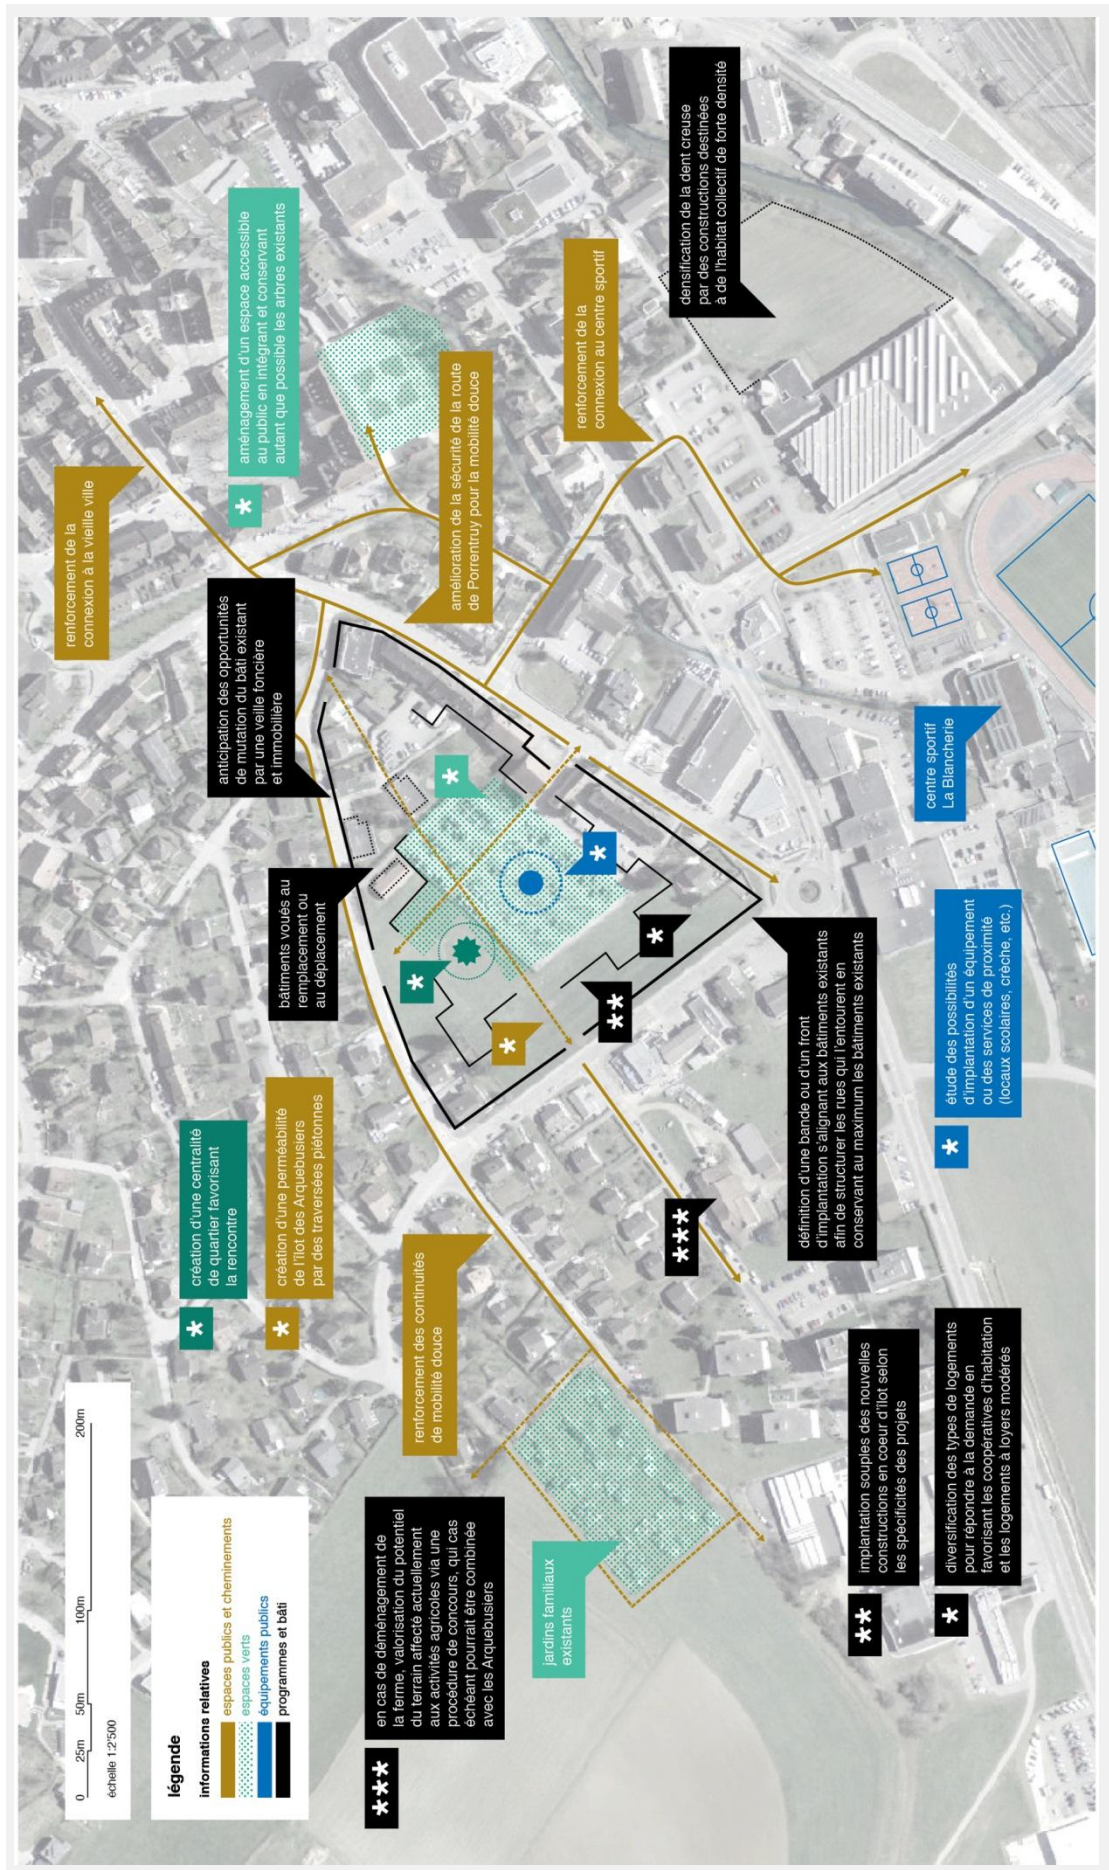 0
25m
50m
100m
200m
échelle 1:2'500
légende
informations relatives
espaces publics et cheminements
espaces verts
équipements publics
programmes et bâti
*
création d'une centralité
de quartier favorisant
la rencontre
*
création d'une perméabilité
de l'îlot des Arquebusiers
par des traversées piétonnes
renforcement de la
connexion à la vieille ville
*
aménagement d'un espace accessible
au public en intégrant et conservant
autant que possible les arbres existants
anticipation des opportunités
de mutation du bâti existant
par une veille foncière
et immobilière
bâtiments voués au
remplacement ou
au déplacement
amélioration de la sécurité de la route
de Porrentruy pour la mobilité douce
renforcement de la
connexion au centre sportif
densification de la dent creuse
par des constructions destinées
à de l'habitat collectif de forte densité
***
en cas de déménagement de
la ferme, valorisation du potentiel
du terrain affecté actuellement
aux activités agricoles via une
procédure de concours, qui cas
échéant pourrait être combinée
avec les Arquebusiers
renforcement des continuités
de mobilité douce
*
*
*
*
*
**
***
jardins familiaux
existants
définition d'une bande ou d'un front
d'implantation s'alignant aux bâtiments existants
afin de structurer les rues qui l'entourent en
conservant au maximum les bâtiments existants
centre sportif
La Blancherie
**
implantation souples des nouvelles
constructions en coeur d'îlot selon
les spécificités des projets
*
diversification des types de logements
pour répondre à la demande en
favorisant les coopératives d'habitation
et les logements à loyers modérés
*
étude des possibilités
d'implantation d'un équipement
ou des services de proximité
(locaux scolaires, crèche, etc.)